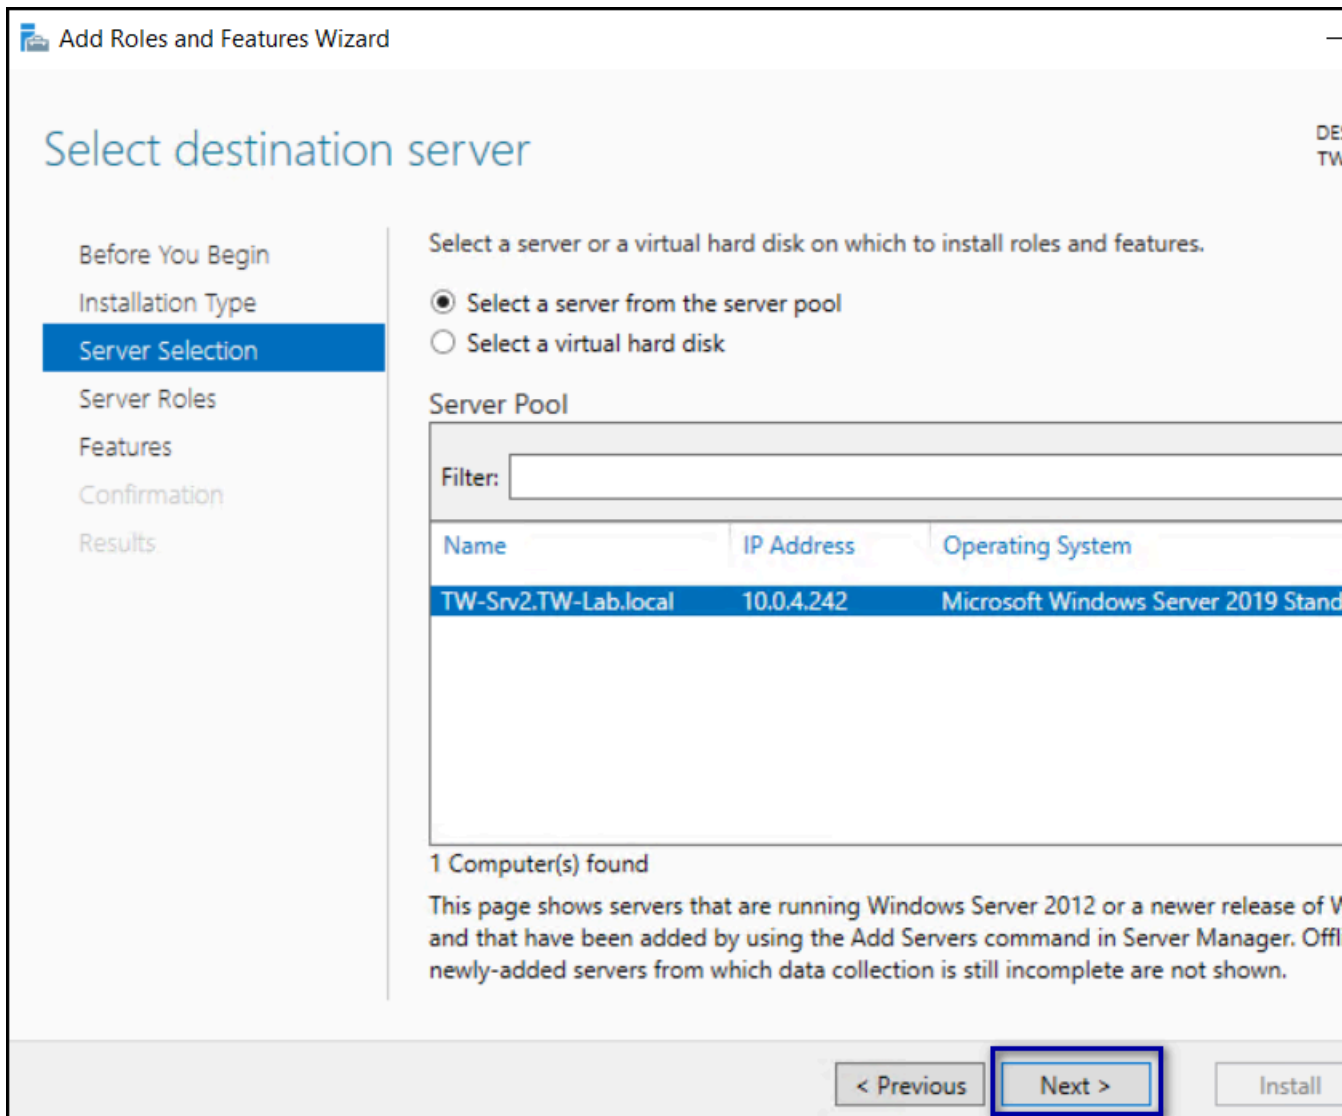 Add Roles and Features Wizard
Select destination server
Before You Begin
Installation Type
Server Selection
Server Roles
Features
Confirmation
Results
Select a server or a virtual hard disk on which to install roles and features.
Select a server from the server pool
Select a virtual hard disk
Server Pool
Filter:
Name IP Address Operating System
TW-Srv2.TW-Lab.local 10.0.4.242 Microsoft Windows Server 2019
1 Computer(s) found
This page shows servers that are running Windows Server 2012 or a newer release of
and that have been added by using the Add Servers command in Server Manager.
newly-added servers from which data collection is still incomplete are not shown.
< Previous Next > Install